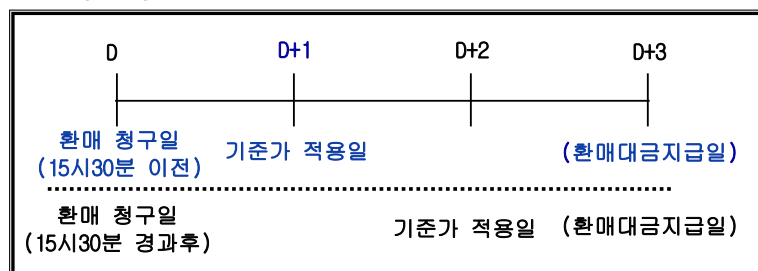 D D+1 D+2 D+3
환매 청구일 기준가 적용일 (환매대금지급일)
(15시30분 이전)
환매 청구일 기준가 적용일 (환매대금지급일)
(15시30분 경과후)